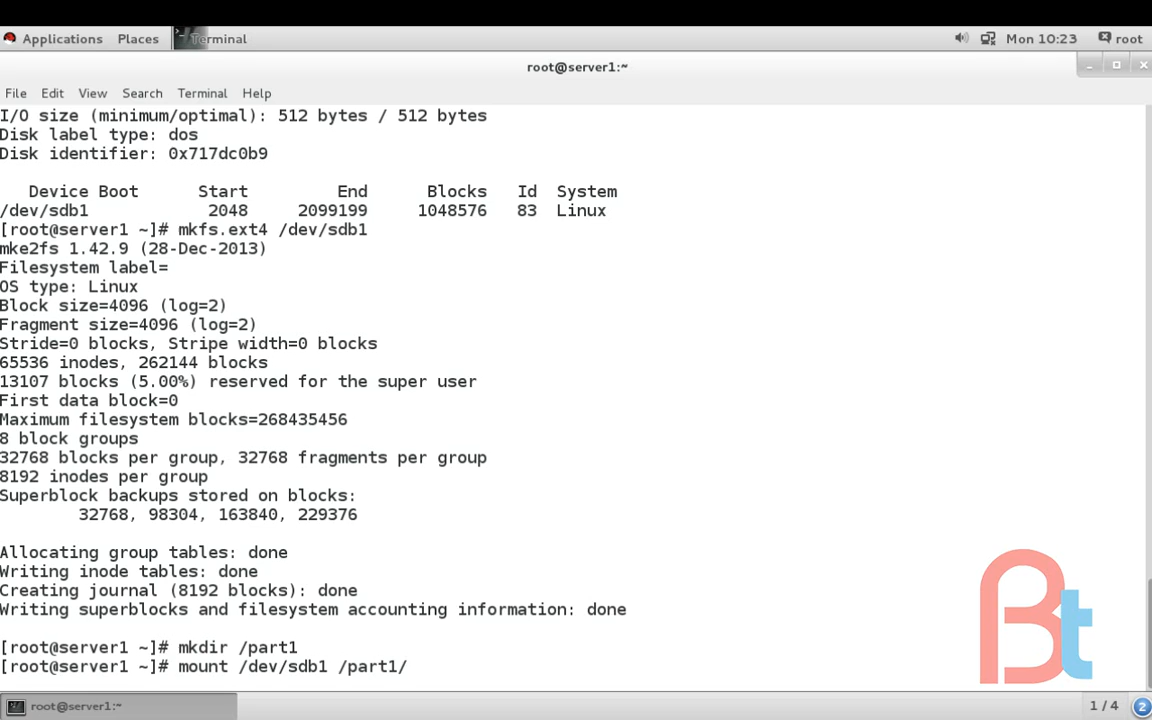 Applications Places Terminal Mon 10:23 root
root@server1:~
File Edit View Search Terminal Help
I/O size (minimum/optimal): 512 bytes / 512 bytes
Disk label type: dos
Disk identifier: 0x717dc0b9
Device Boot Start End Blocks Id System
/dev/sdb1 2048 2099199 1048576 83 Linux
[root@server1 ~]# mkfs.ext4 /dev/sdb1
mke2fs 1.42.9 (28-Dec-2013)
Filesystem label=
OS type: Linux
Block size=4096 (log=2)
Fragment size=4096 (log=2)
Stride=0 blocks, Stripe width=0 blocks
65536 inodes, 262144 blocks
13107 blocks (5.00%) reserved for the super user
First data block=0
Maximum filesystem blocks=268435456
8 block groups
32768 blocks per group, 32768 fragments per group
8192 inodes per group
Superblock backups stored on blocks:
32768, 98304, 163840, 229376
Allocating group tables: done
Writing inode tables: done
Creating journal (8192 blocks): done
Writing superblocks and filesystem accounting information: done
[root@server1 ~]# mkdir /part1
[root@server1 ~]# mount /dev/sdb1 /part1/
Bt
root@server1:~ 1 / 4 2